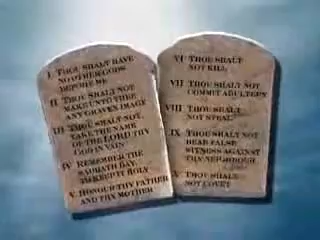 I THOU SHALT HAVE
NO OTHER GODS
BEFORE ME
II THOU SHALT NOT
MAKE UNTO THEE
ANY GRAVEN IMAGE
III THOU SHALT NOT
TAKE THE NAME
OF THE LORD THY
GOD IN VAIN
IV REMEMBER THE
SABBATH DAY,
TO KEEP IT HOLY
V HONOUR THY FATHER
AND THY MOTHER
VI THOU SHALT
NOT KILL
VII THOU SHALT NOT
COMMIT ADULTERY
VIII THOU SHALT
NOT STEAL
IX THOU SHALT NOT
BEAR FALSE
WITNESS AGAINST
THY NEIGHBOUR
X THOU SHALT
NOT COVET